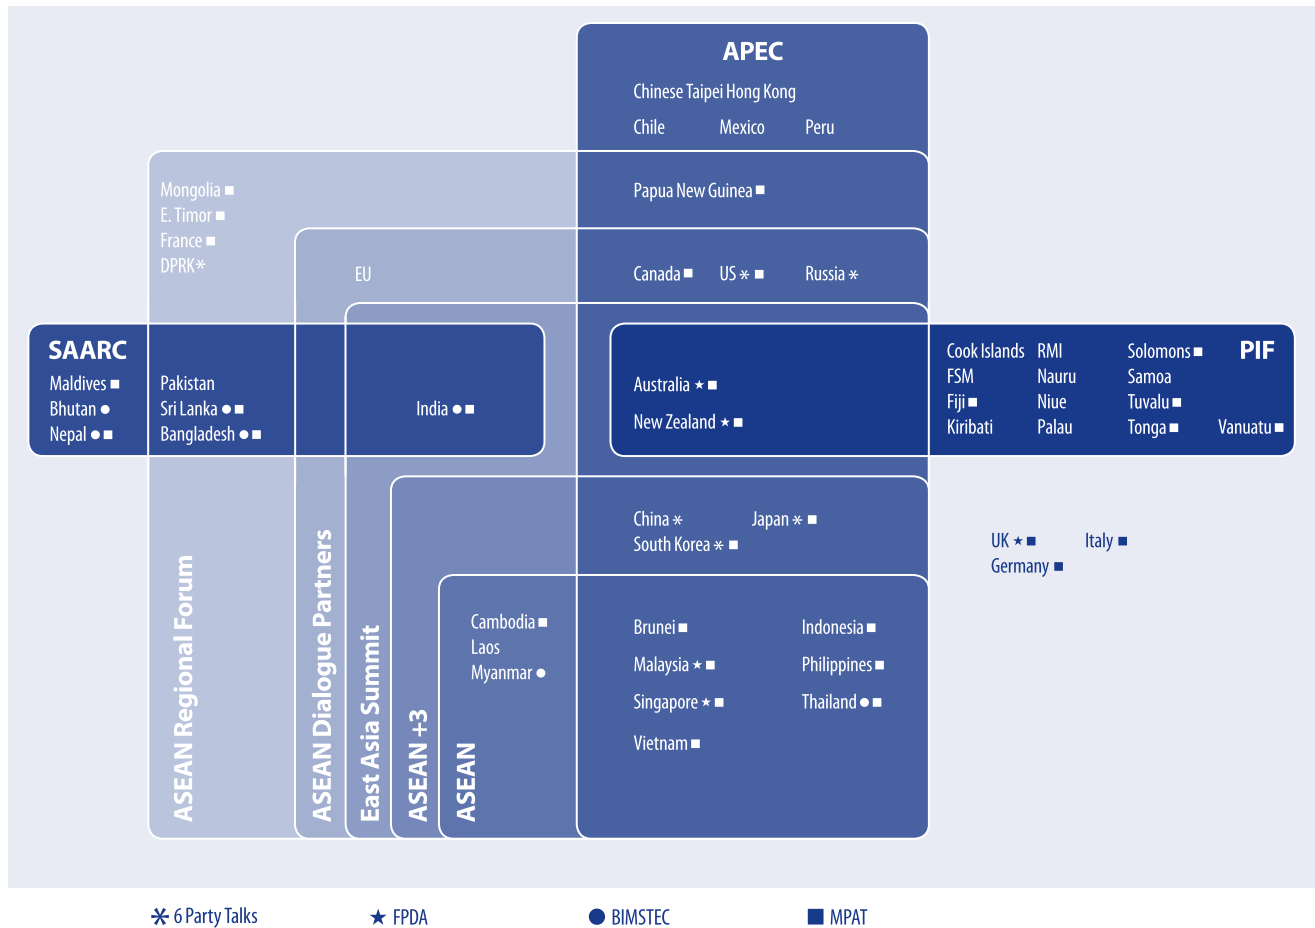 APEC
Chinese Taipei Hong Kong
Chile Mexico Peru
Mongolia
E. Timor
France
DPRK*
Papua New Guinea
EU
Canada US * Russia *
SAARC
Maldives
Bhutan
Nepal
Pakistan
Sri Lanka
Bangladesh
India
Australia ★
New Zealand ★
PIF
Cook Islands RMI Solomons
FSM Nauru Samoa
Fiji Niue Tuvalu
Kiribati Palau Tonga Vanuatu
China * Japan *
South Korea *
UK ★ Italy
Germany
Cambodia
Laos
Myanmar
Brunei Indonesia
Malaysia ★ Philippines
Singapore ★ Thailand
Vietnam
ASEAN Regional Forum
ASEAN Dialogue Partners
East Asia Summit
ASEAN +3
ASEAN
* 6 Party Talks ★ FPDA ● BIMSTEC ■ MPAT